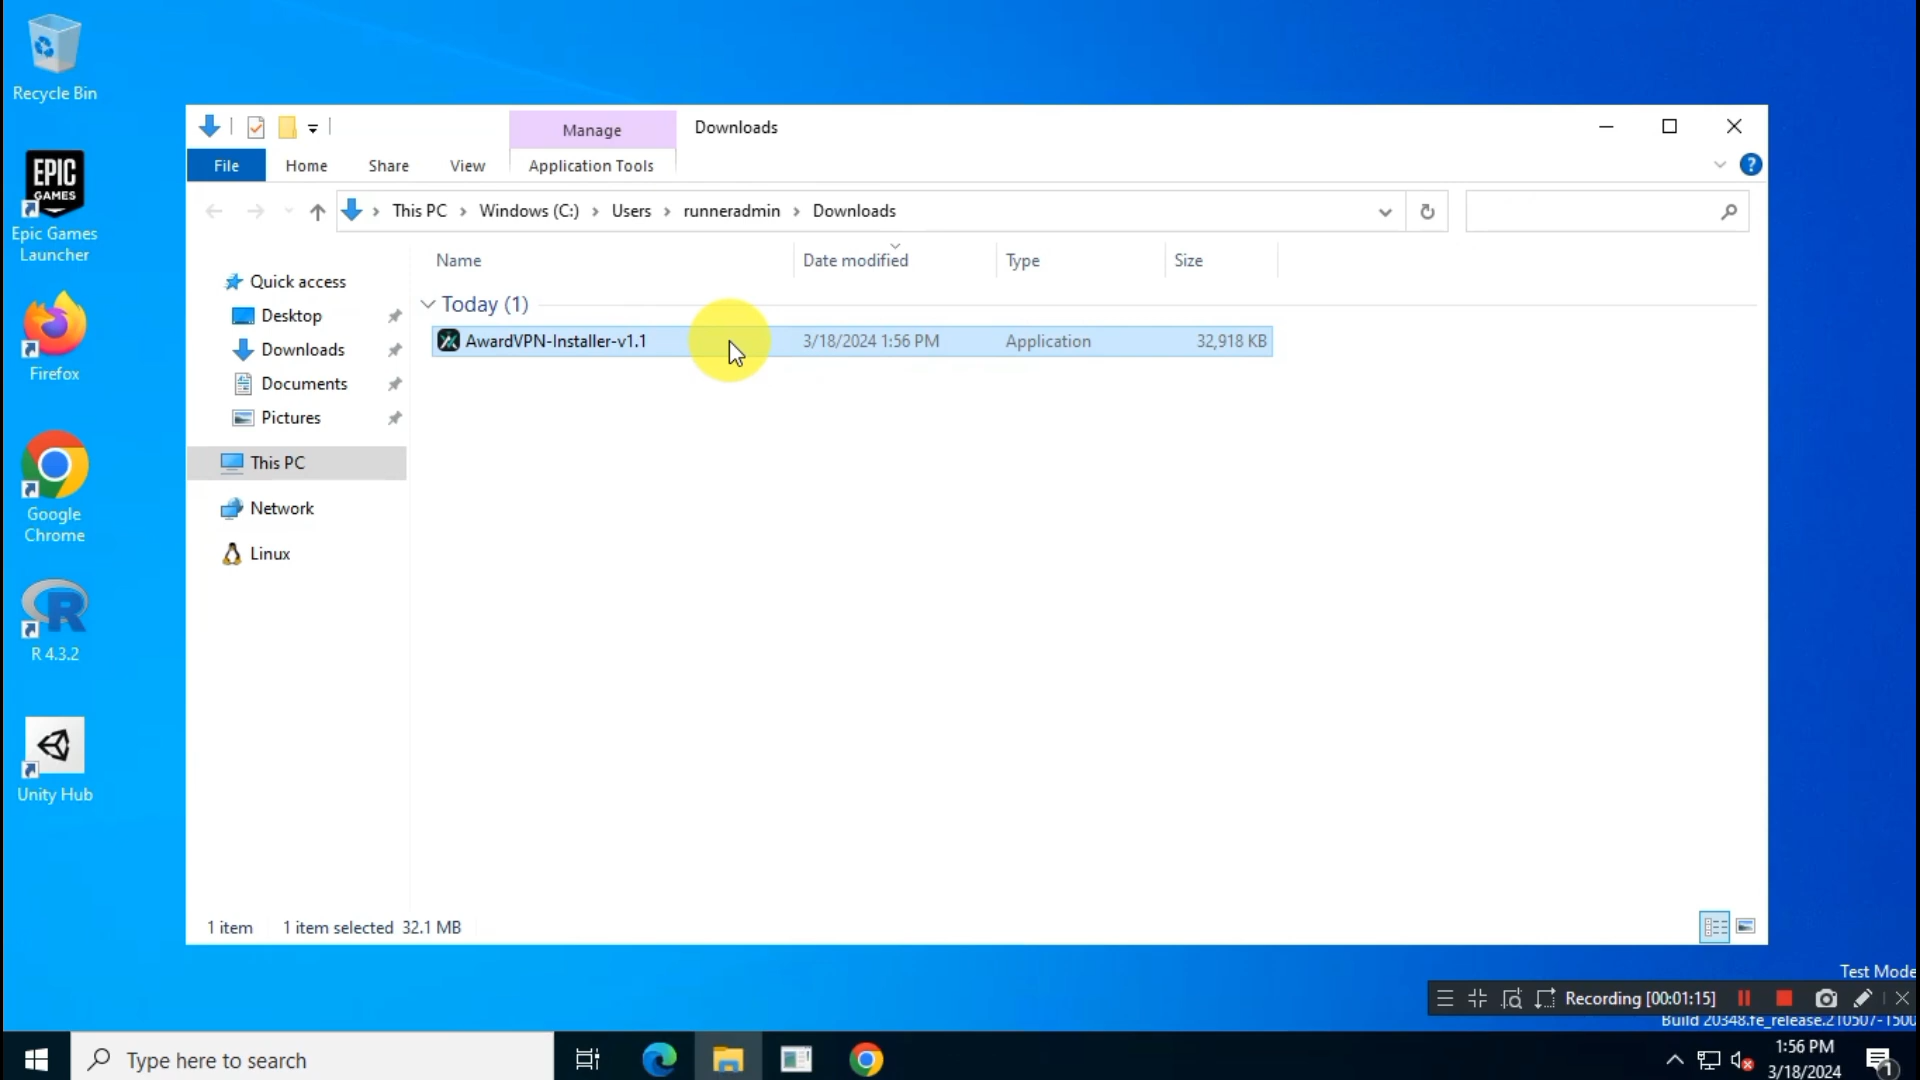 Recycle Bin
EPIC
GAMES
Epic Games
Launcher
Firefox
Google
Chrome
R 4.3.2
Unity Hub
Manage
Downloads
File
Home
Share
View
Application Tools
?
This PC
Windows (C:)
Users
runneradmin
Downloads
Name
Date modified
Type
Size
Quick access
Desktop
Downloads
Documents
Pictures
This PC
Network
Linux
Today (1)
AwardVPN-Installer-v1.1
3/18/2024 1:56 PM
Application
32,918 KB
1 item
1 item selected 32.1 MB
Test Mode
Recording [00:01:15]
Build 20348.fe_release.210507-1500
Type here to search
1:56 PM
3/18/2024
1